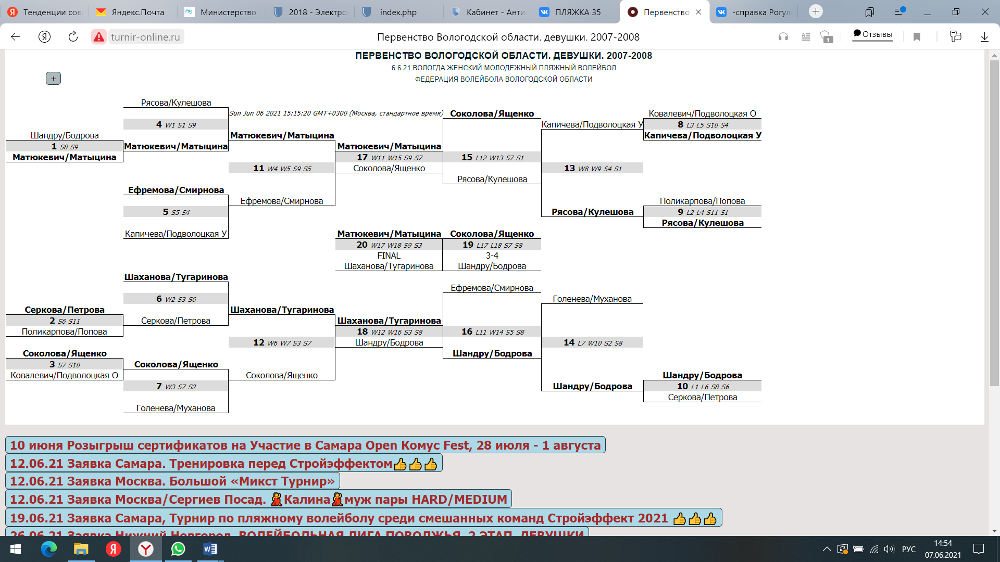 Тенденции сов
Яндекс.Почта
Министерство
2018 - Электро
index.php
Кабинет - Анти
ПЛЯЖКА 35
Первенство
-справка Рогул
turnir-online.ru
Первенство Вологодской области. девушки. 2007-2008
1
Отзывы
ПЕРВЕНСТВО ВОЛОГОДСКОЙ ОБЛАСТИ. ДЕВУШКИ. 2007-2008
6.6.21 ВОЛОГДА ЖЕНСКИЙ МОЛОДЕЖНЫЙ ПЛЯЖНЫЙ ВОЛЕЙБОЛ
+
ФЕДЕРАЦИЯ ВОЛЕЙБОЛА ВОЛОГОДСКОЙ ОБЛАСТИ
Рясова/Кулешова
Sun Jun 06 2021 15:15:20 GMT+0300 (Москва, стандартное время)
Соколова/Ященко
Ковалевич/Подволоцкая О
4 W1 S1 S9
Капичева/Подволоцкая У
8 L3 L5 S10 S4
Шандру/Бодрова
Матюкевич/Матыцина
Капичева/Подволоцкая У
1 S8 S9
Матюкевич/Матыцина
Матюкевич/Матыцина
Матюкевич/Матыцина
17 W11 W15 S9 S7
15 L12 W13 S7 S1
11 W4 W5 S9 S5
Соколова/Ященко
13 W8 W9 S4 S1
Рясова/Кулешова
Ефремова/Смирнова
Ефремова/Смирнова
Поликарпова/Попова
5 S5 S4
Рясова/Кулешова
9 L2 L4 S11 S1
Рясова/Кулешова
Капичева/Подволоцкая У
Матюкевич/Матыцина
Соколова/Ященко
20 W17 W18 S9 S3
19 L17 L18 S7 S8
FINAL
3-4
Шаханова/Тугаринова
Шандру/Бодрова
Шаханова/Тугаринова
Ефремова/Смирнова
6 W2 S3 S6
Голенева/Муханова
Серкова/Петрова
Шаханова/Тугаринова
2 S6 S11
Серкова/Петрова
Шаханова/Тугаринова
Поликарпова/Попова
18 W12 W16 S3 S8
16 L11 W14 S5 S8
12 W6 W7 S3 S7
Шандру/Бодрова
14 L7 W10 S2 S8
Соколова/Ященко
Шандру/Бодрова
3 S7 S10
Соколова/Ященко
Ковалевич/Подволоцкая О
Соколова/Ященко
Шандру/Бодрова
7 W3 S7 S2
Шандру/Бодрова
10 L1 L6 S8 S6
Серкова/Петрова
Голенева/Муханова
10 июня Розыгрыш сертификатов на Участие в Самара Open Комус Fest, 28 июля - 1 августа
12.06.21 Заявка Самара. Тренировка перед Стройэффектом👍👍👍
12.06.21 Заявка Москва. Большой «Микст Турнир»
12.06.21 Заявка Москва/Сергиев Посад. 💃Калина💃муж пары HARD/MEDIUM
19.06.21 Заявка Самара, Турнир по пляжному волейболу среди смешанных команд Стройэффект 2021 👍👍👍
26.06.21 Заявка Нижний Новгород. ВОЛЕЙБОЛЬНАЯ ЛИГА ПОВОЛЖЬЯ. 2 ЭТАП. ДЕВУШКИ
РУС
14:54
07.06.2021